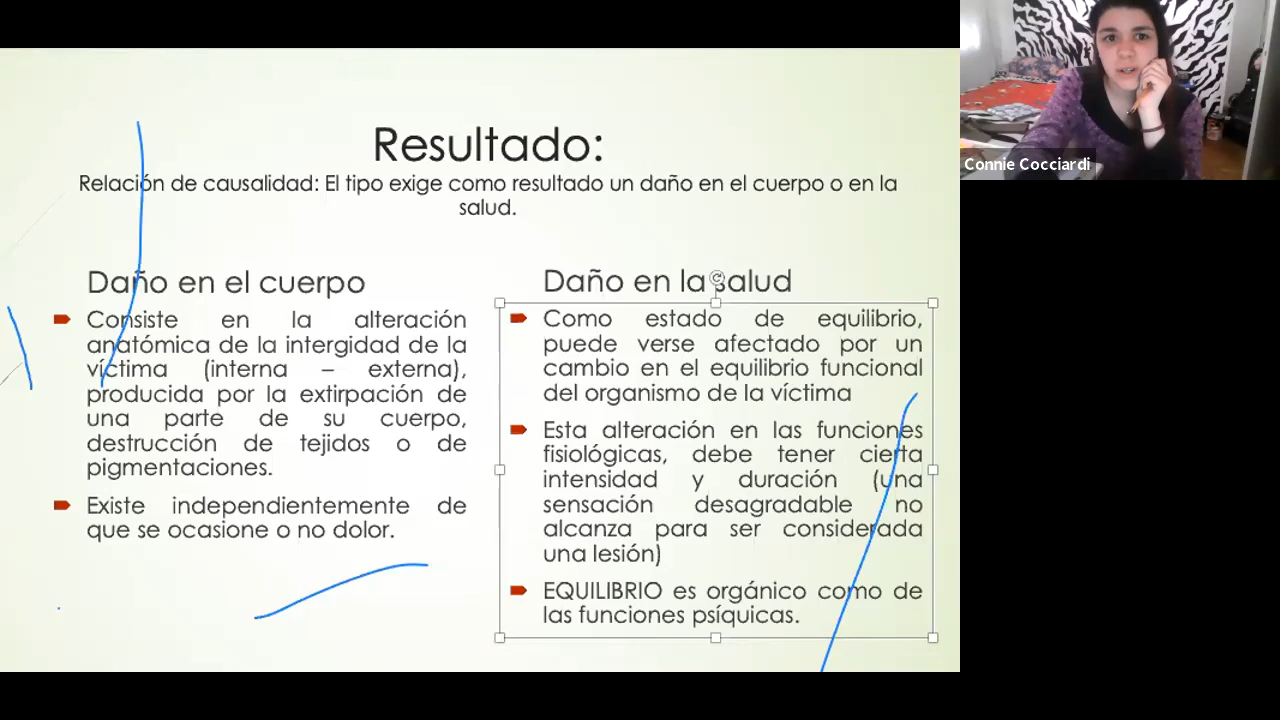 Connie Cocciardi
Resultado:
Relación de causalidad: El tipo exige como resultado un daño en el cuerpo o en la
salud.
Daño en el cuerpo
Consiste en la alteración
anatómica de la intergidad de la
víctima (interna – externa),
producida por la extirpación de
una parte de su cuerpo,
destrucción de tejidos o de
pigmentaciones.
Existe independientemente de
que se ocasione o no dolor.
Daño en la salud
Como estado de equilibrio,
puede verse afectado por un
cambio en el equilibrio funcional
del organismo de la víctima
Esta alteración en las funciones
fisiológicas, debe tener cierta
intensidad y duración (una
sensación desagradable no
alcanza para ser considerada
una lesión)
EQUILIBRIO es orgánico como de
las funciones psíquicas.